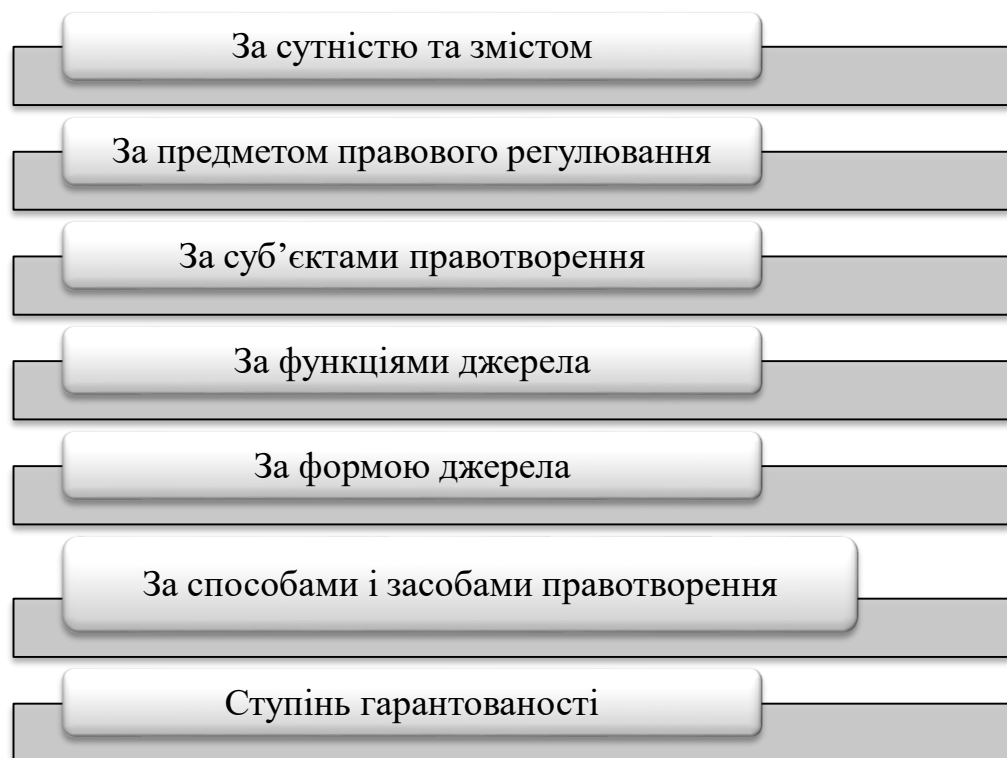 За сутністю та змістом
За предметом правового регулювання
За суб’єктами правотворення
За функціями джерела
За формою джерела
За способами і засобами правотворення
Ступінь гарантованості